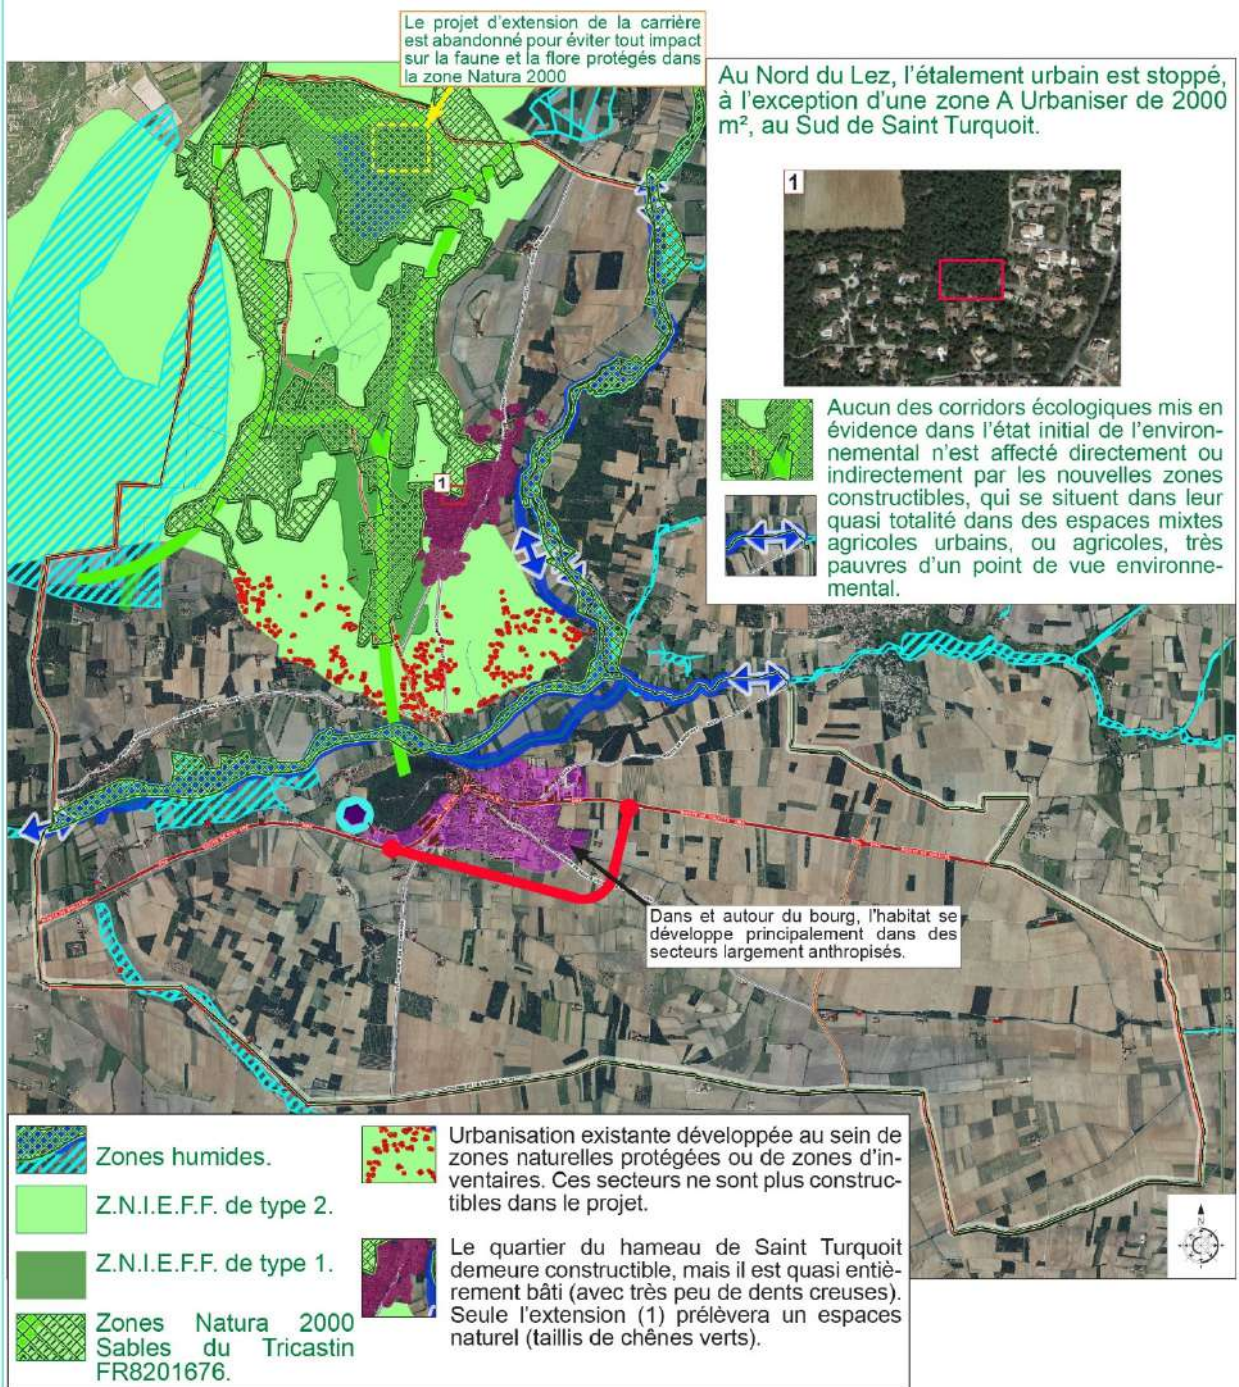 Le projet d'extension de la carrière
est abandonné pour éviter tout impact
sur la faune et la flore protégés dans
la zone Natura 2000
Au Nord du Lez, l'étalement urbain est stoppé,
à l'exception d'une zone A Urbaniser de 2000
m², au Sud de Saint Turquoit.
1
Aucun des corridors écologiques mis en
évidence dans l'état initial de l'environ-
nemental n'est affecté directement ou
indirectement par les nouvelles zones
constructibles, qui se situent dans leur
quasi totalité dans des espaces mixtes
agricoles urbains, ou agricoles, très
pauvres d'un point de vue environne-
mental.
1
Dans et autour du bourg, l'habitat se
développe principalement dans des
secteurs largement anthropisés.
Zones humides.
Z.N.I.E.F.F. de type 2.
Z.N.I.E.F.F. de type 1.
Zones Natura 2000
Sables du Tricastin
FR8201676.
Urbanisation existante développée au sein de
zones naturelles protégées ou de zones d'in-
ventaires. Ces secteurs ne sont plus construc-
tibles dans le projet.
Le quartier du hameau de Saint Turquoit
demeure constructible, mais il est quasi entiè-
rement bâti (avec très peu de dents creuses).
Seule l'extension (1) prélèvera un espaces
naturel (taillis de chênes verts).
N